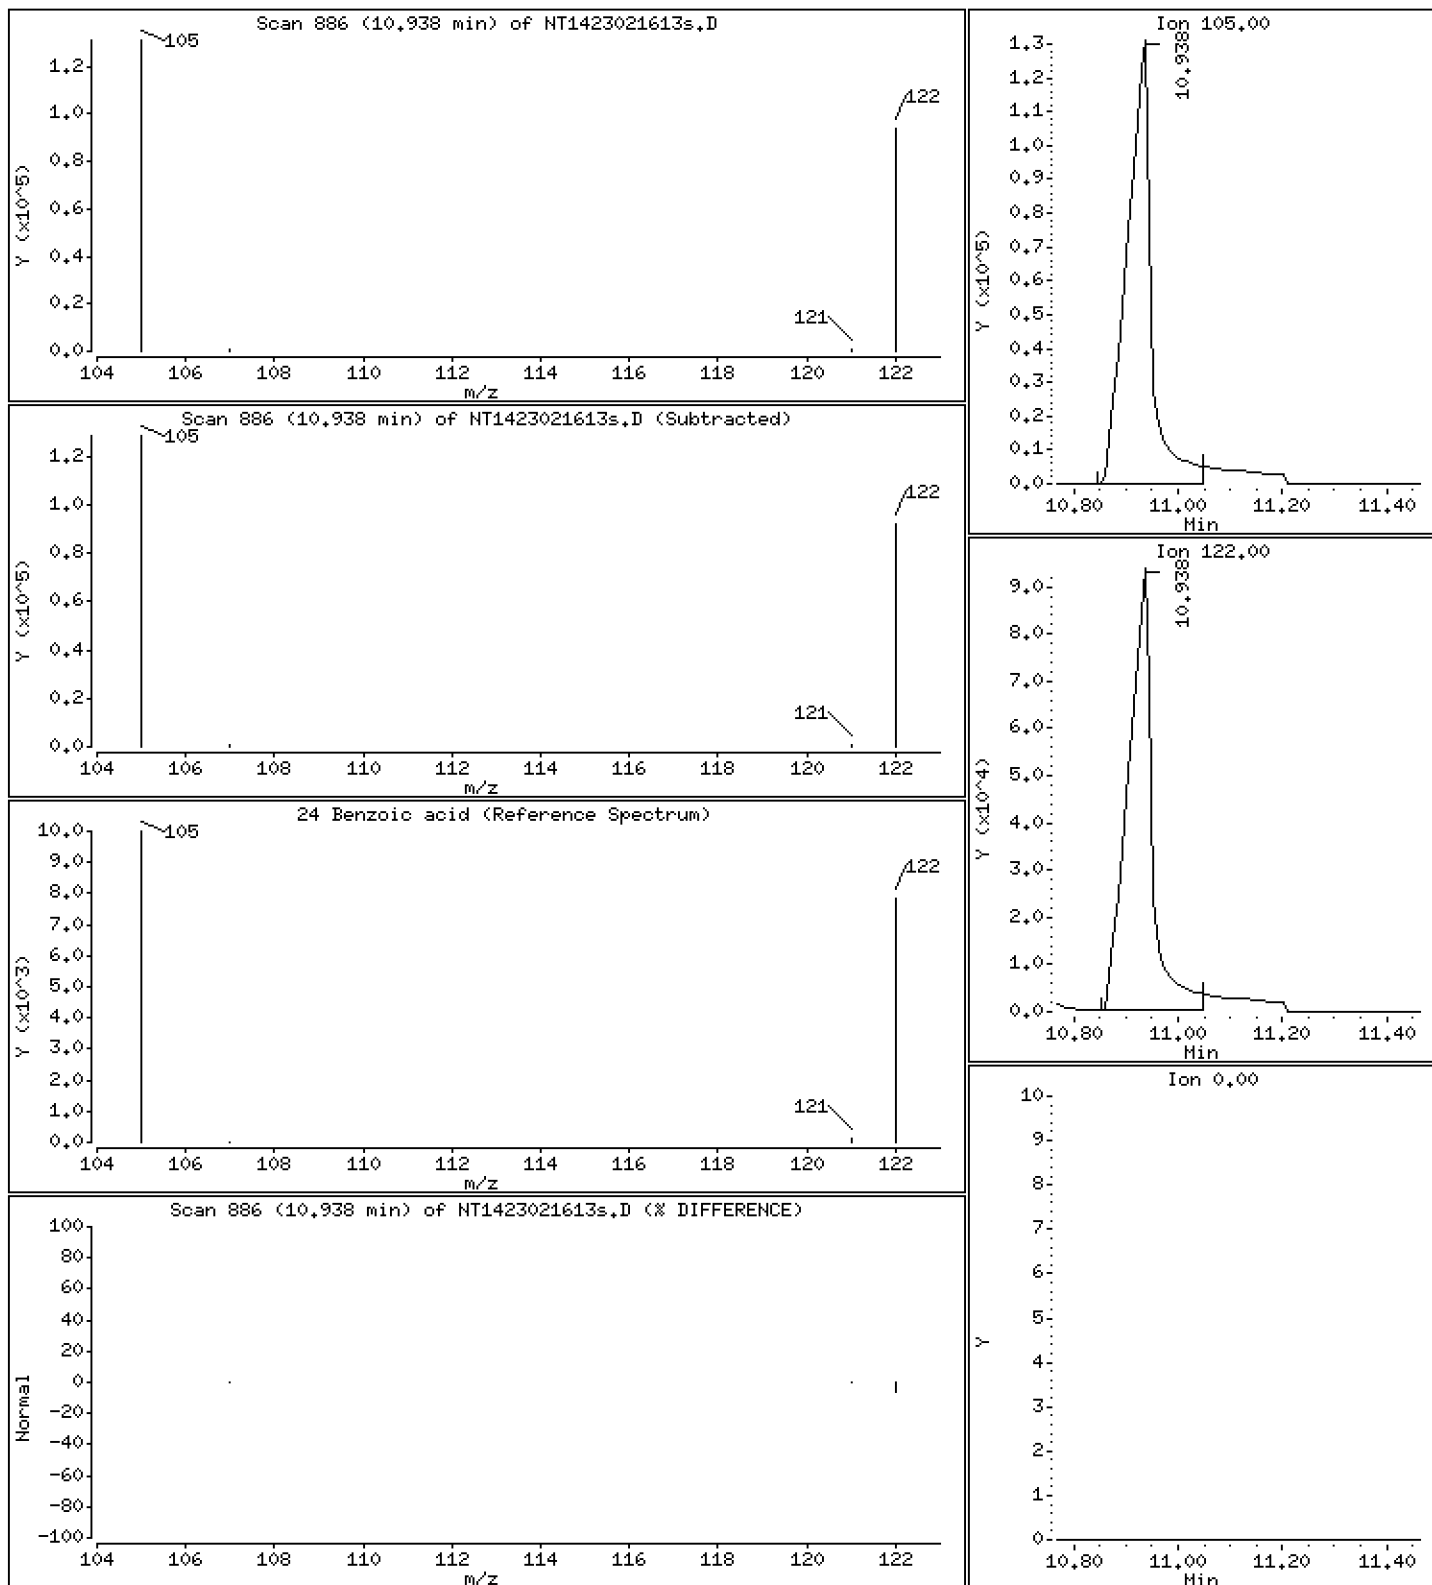 Scan 886 (10.938 min) of NT1423021613s.D
105
122
121
Y (x10^5)
1.2
1.0
0.8
0.6
0.4
0.2
0.0
104 106 108 110 112 114 116 118 120 122
m/z
Scan 886 (10.938 min) of NT1423021613s.D (Subtracted)
105
122
121
Y (x10^5)
1.2
1.0
0.8
0.6
0.4
0.2
0.0
104 106 108 110 112 114 116 118 120 122
m/z
24 Benzoic acid (Reference Spectrum)
105
122
121
Y (x10^3)
10.0
9.0
8.0
7.0
6.0
5.0
4.0
3.0
2.0
1.0
0.0
104 106 108 110 112 114 116 118 120 122
m/z
Scan 886 (10.938 min) of NT1423021613s.D (% DIFFERENCE)
Normal
100
80
60
40
20
0
-20
-40
-60
-80
-100
104 106 108 110 112 114 116 118 120 122
m/z
Ion 105.00
10.938
Y (x10^5)
1.3
1.2
1.1
1.0
0.9
0.8
0.7
0.6
0.5
0.4
0.3
0.2
0.1
0.0
10.80 11.00 11.20 11.40
Min
Ion 122.00
10.938
Y (x10^4)
9.0
8.0
7.0
6.0
5.0
4.0
3.0
2.0
1.0
0.0
10.80 11.00 11.20 11.40
Min
Ion 0.00
Y
10
9
8
7
6
5
4
3
2
1
0
10.80 11.00 11.20 11.40
Min